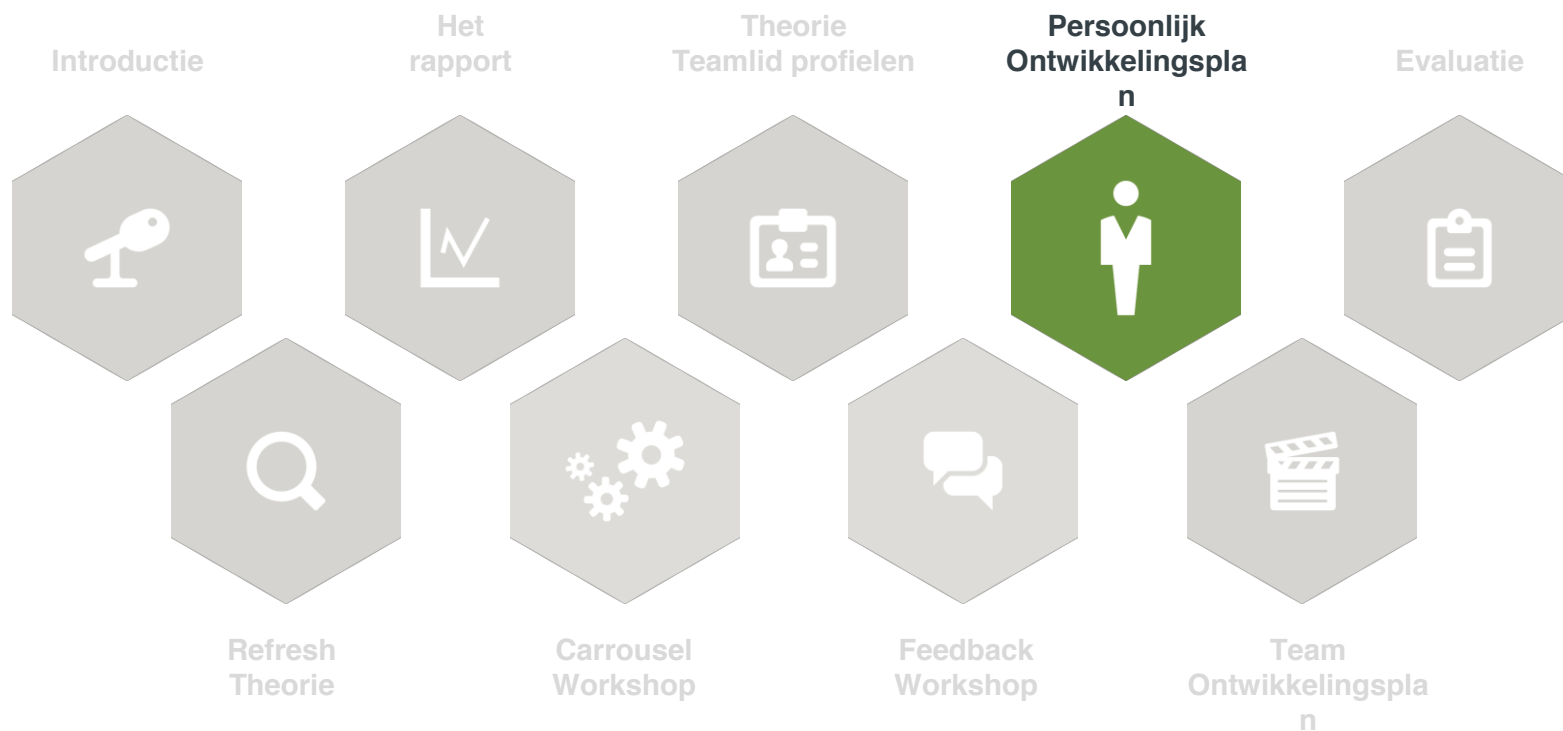 Introductie
Het
rapport
Theorie
Teamlid profielen
Persoonlijk
Ontwikkelingspla
n
Evaluatie
Refresh
Theorie
Carrousel
Workshop
Feedback
Workshop
Team
Ontwikkelingspla
n